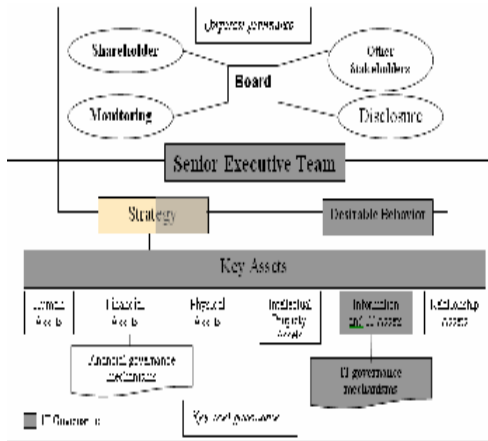 Corporate governance
Shareholder
Other
Stakeholders
Board
Monitoring
Disclosure
Senior Executive Team
Strategy
Desirable Behavior
Key Assets
Human
Assets
Financial
Assets
Physical
Assets
Intellectual
Property
Assets
Information
and IT Assets
Relationship
Assets
Financial governance
mechanisms
IT governance
mechanisms
IT Governance
Key asset governance